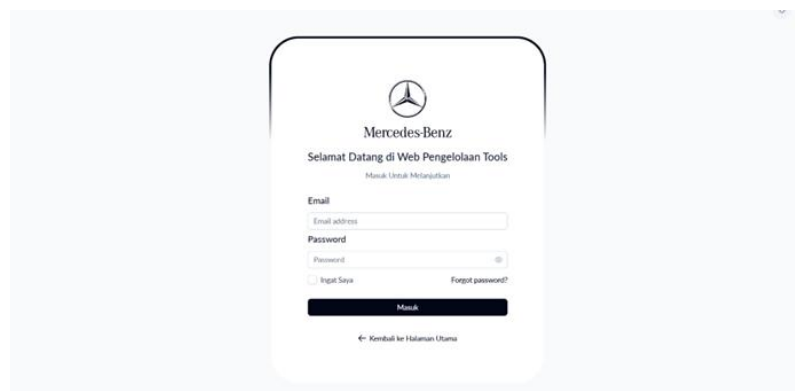 Mercedes-Benz
Selamat Datang di Web Pengelolaan Tools
Masuk Untuk Melanjutkan
Email
Email address
Password
Password
Ingat Saya Forgot password?
Masuk
← Kembali ke Halaman Utama